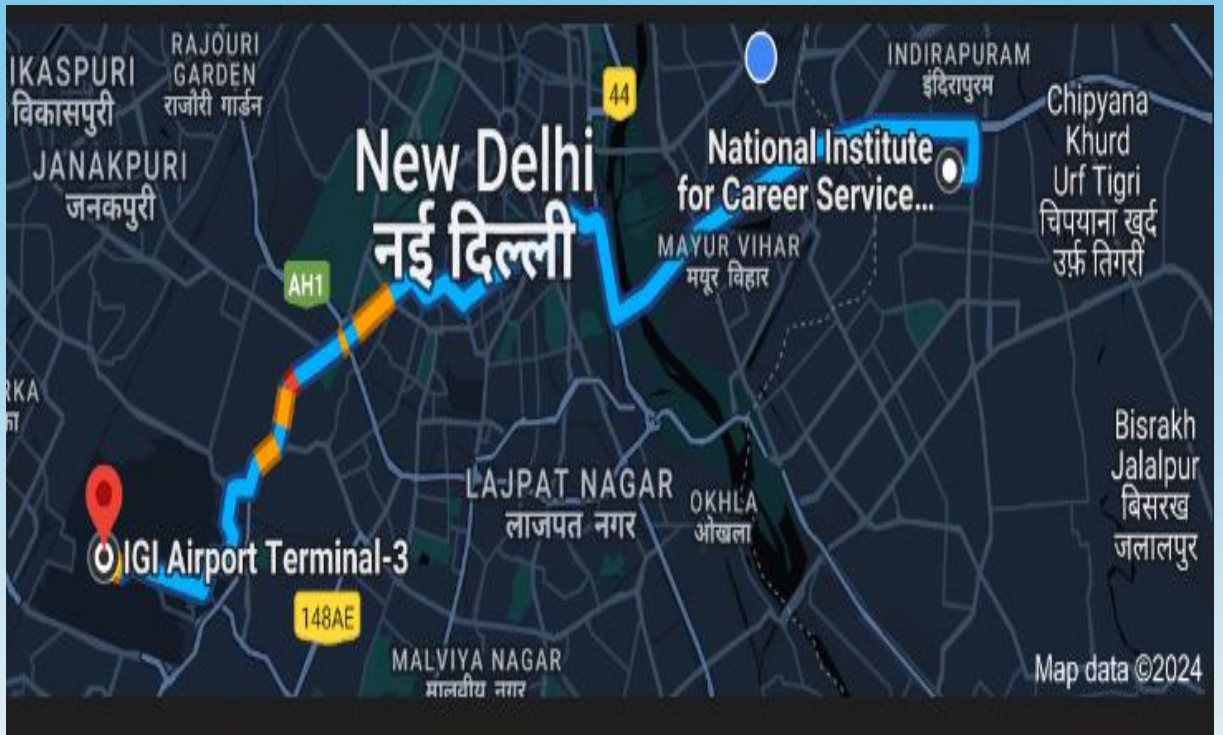 RAJOURI
GARDEN
राजौरी गार्डन
IKASPURI
विकासपुरी
JANAKPURI
जनकपुरी
44
INDIRAPURAM
इंदिरापुरम
Chipyana
Khurd
Urf Tigri
चिपयाना खुर्द
उर्फ़ तिगरी
New Delhi
नई दिल्ली
National Institute
for Career Service...
MAYUR VIHAR
मयूर विहार
AH1
RKA
का
LAJPAT NAGAR
लाजपत नगर
OKHLA
ओखला
Bisrakh
Jalalpur
बिसरख
जलालपुर
IGI Airport Terminal-3
148AE
MALVIYA NAGAR
मालवीय नगर
Map data ©2024